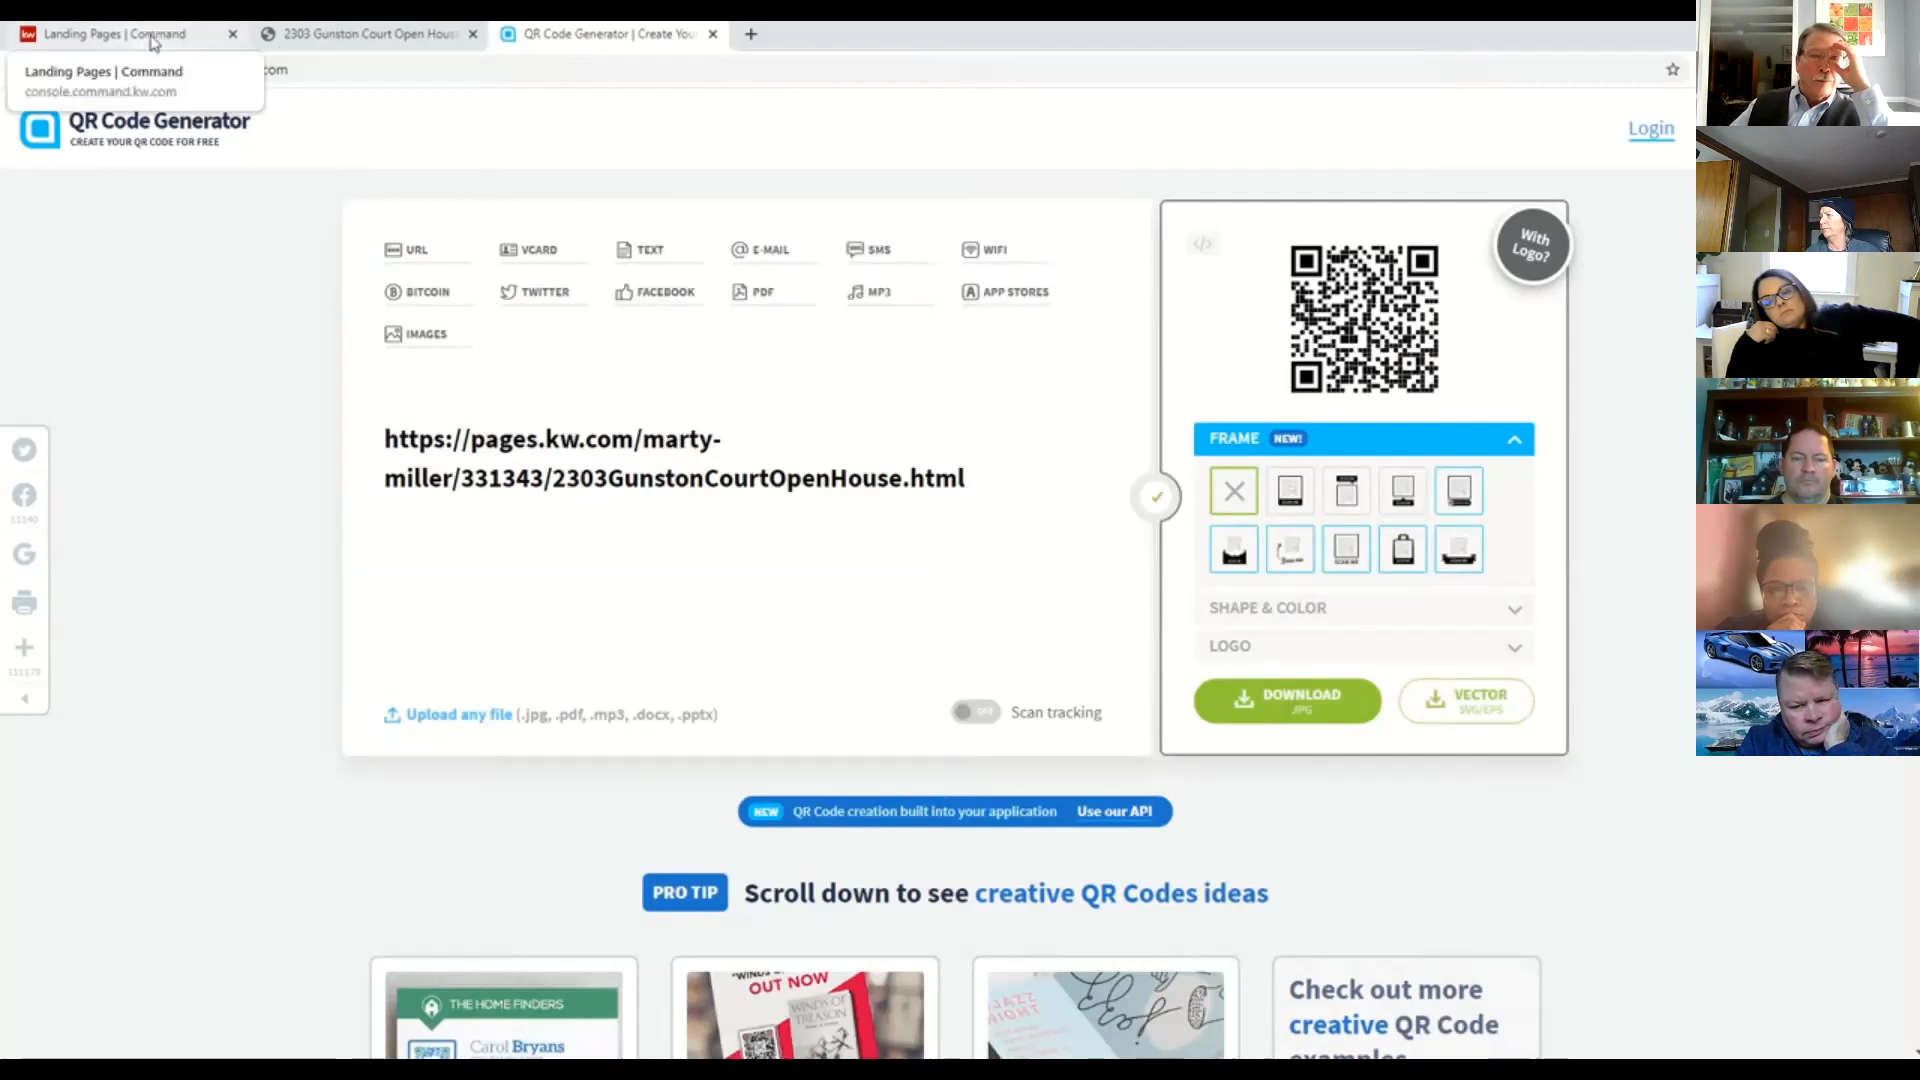 Landing Pages | Command
2303 Gunston Court Open Hous
QR Code Generator | Create You
Landing Pages | Command
console.command.kw.com
com
QR Code Generator
CREATE YOUR QR CODE FOR FREE
Login
URL
VCARD
TEXT
E-MAIL
SMS
WIFI
BITCOIN
TWITTER
FACEBOOK
PDF
MP3
APP STORES
IMAGES
With
Logo?
https://pages.kw.com/marty-
miller/331343/2303GunstonCourtOpenHouse.html
FRAME NEW!
SHAPE & COLOR
LOGO
DOWNLOAD
JPG
VECTOR
SVG/EPS
Upload any file (.jpg, .pdf, .mp3, .docx, .pptx)
OFF
Scan tracking
11140
NEW QR Code creation built into your application Use our API
PRO TIP Scroll down to see creative QR Codes ideas
THE HOME FINDERS
Carol Bryans
OUT NOW
WINDS OF
TREASON
Check out more
creative QR Code
examples